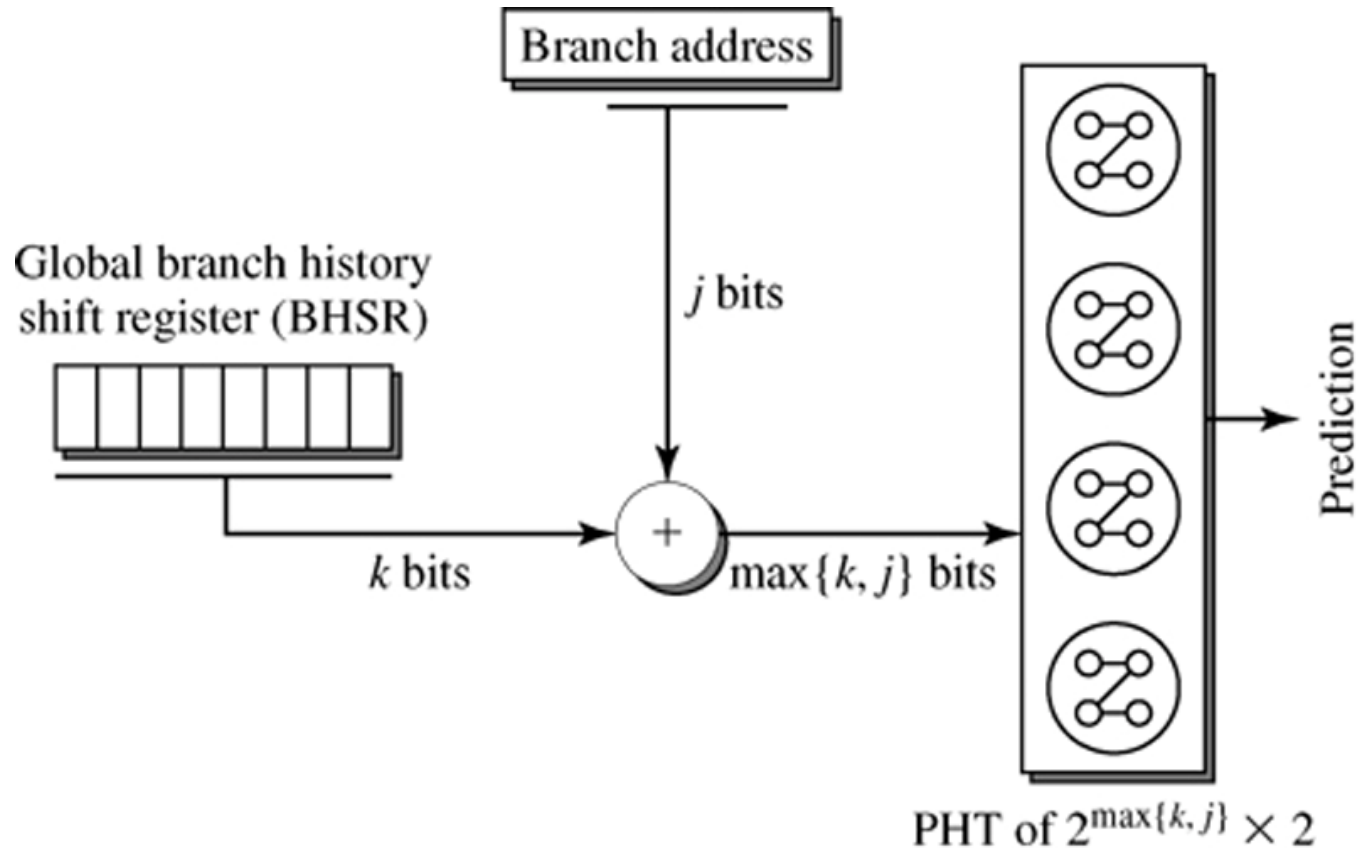 Branch address
Global branch history
shift register (BHSR)
j bits
k bits
+
max{k, j} bits
Prediction
PHT of 2^max{k, j} × 2